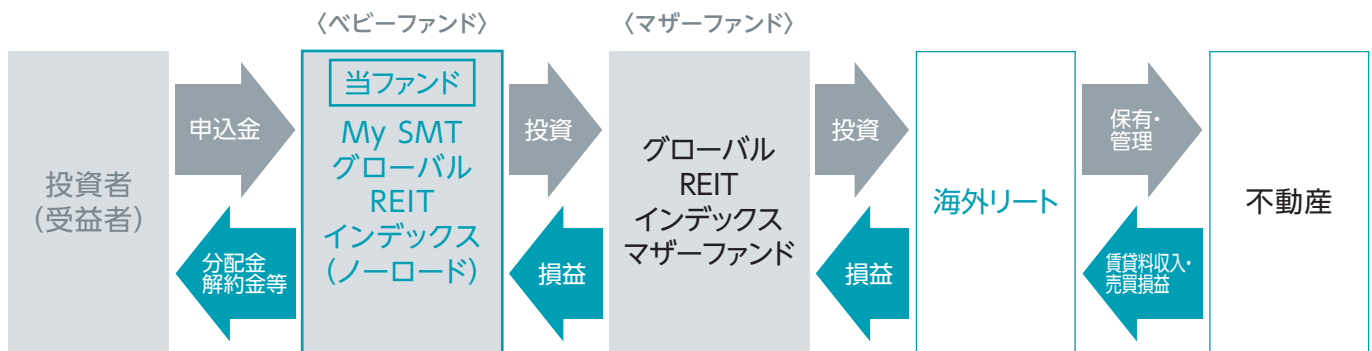 〈ベビーファンド〉
〈マザーファンド〉
投資者
(受益者)
申込金
分配金
解約金等
当ファンド
My SMT
グローバル
REIT
インデックス
(ノーロード)
投資
損益
グローバル
REIT
インデックス
マザーファンド
投資
損益
海外リート
保有・
管理
賃貸料収入・
売買損益
不動産